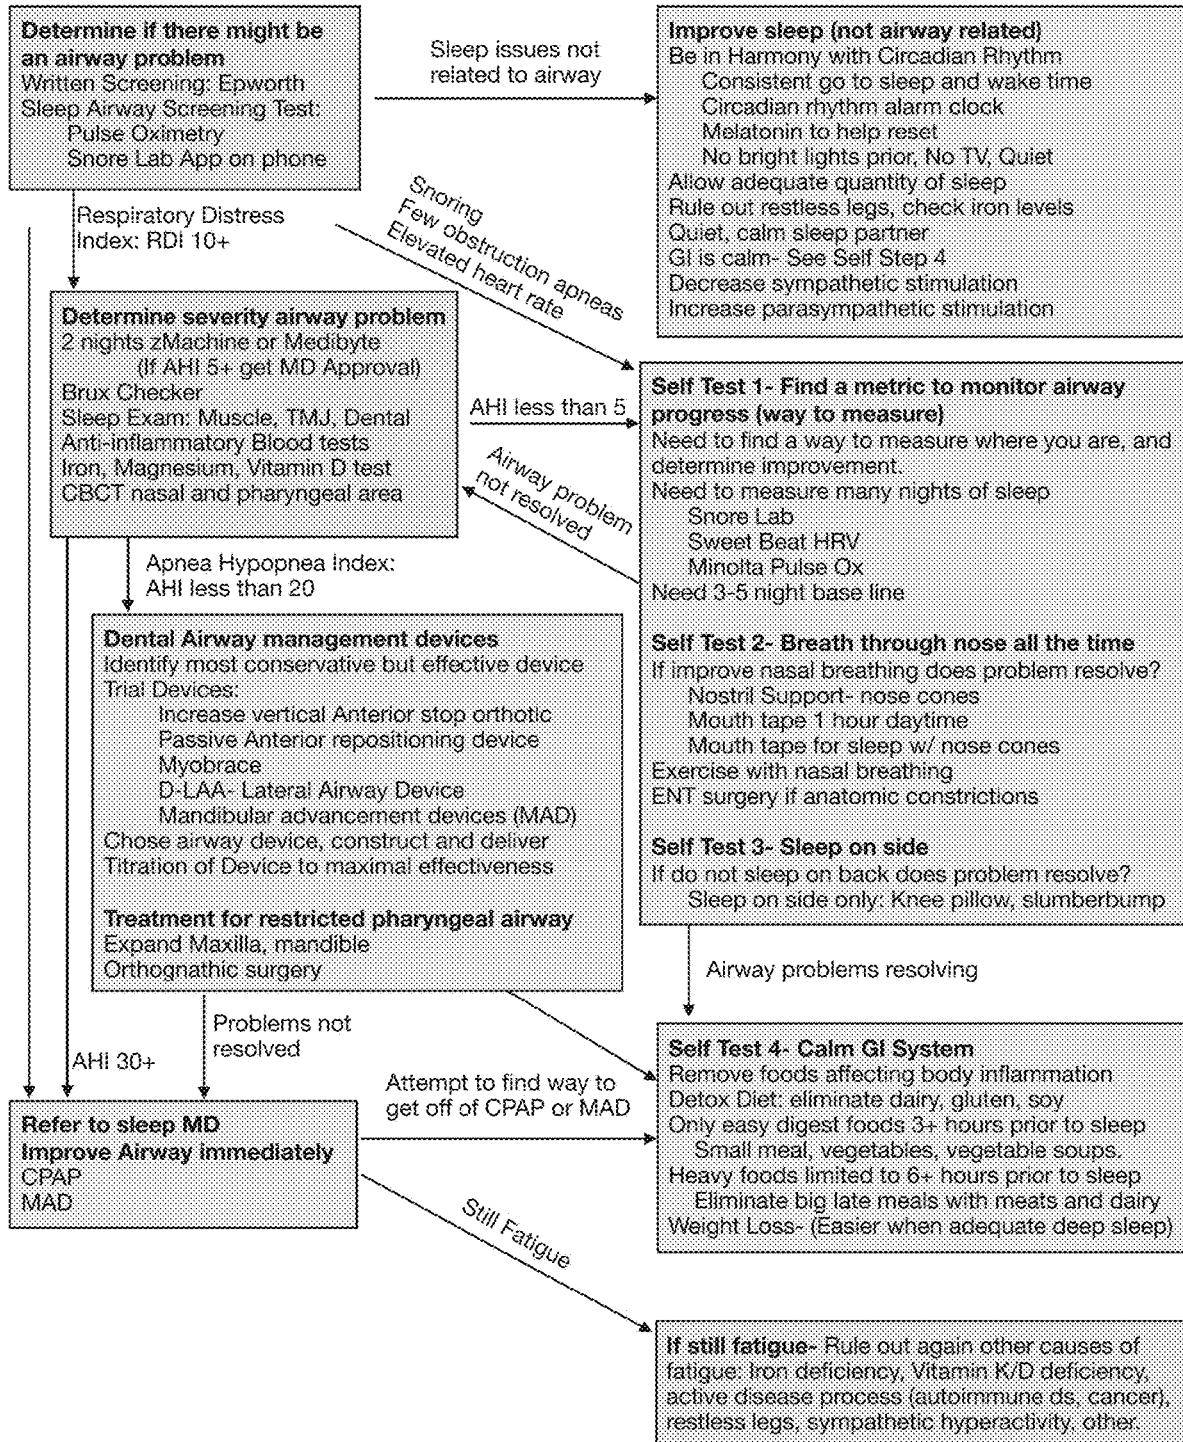 Determine if there might be
an airway problem
Written Screening: Epworth
Sleep Airway Screening Test:
Pulse Oximetry
Snore Lab App on phone
Sleep issues not
related to airway
Improve sleep (not airway related)
Be in Harmony with Circadian Rhythm
Consistent go to sleep and wake time
Circadian rhythm alarm clock
Melatonin to help reset
No bright lights prior, No TV, Quiet
Allow adequate quantity of sleep
Rule out restless legs, check iron levels
Quiet, calm sleep partner
GI is calm- See Self Step 4
Decrease sympathetic stimulation
Increase parasympathetic stimulation
Respiratory Distress
Index: RDI 10+
Snoring
Few obstruction apneas
Elevated heart rate
Determine severity airway problem
2 nights zMachine or Medibyte
(If AHI 5+ get MD Approval)
Brux Checker
Sleep Exam: Muscle, TMJ, Dental
Anti-inflammatory Blood tests
Iron, Magnesium, Vitamin D test
CBCT nasal and pharyngeal area
AHI less than 5
Airway problem
not resolved
Self Test 1- Find a metric to monitor airway
progress (way to measure)
Need to find a way to measure where you are, and
determine improvement.
Need to measure many nights of sleep
Snore Lab
Sweet Beat HRV
Minolta Pulse Ox
Need 3-5 night base line
Self Test 2- Breath through nose all the time
If improve nasal breathing does problem resolve?
Nostril Support- nose cones
Mouth tape 1 hour daytime
Mouth tape for sleep w/ nose cones
Exercise with nasal breathing
ENT surgery if anatomic constrictions
Self Test 3- Sleep on side
If do not sleep on back does problem resolve?
Sleep on side only: Knee pillow, slumberbump
Apnea Hypopnea Index:
AHI less than 20
Dental Airway management devices
Identify most conservative but effective device
Trial Devices:
Increase vertical Anterior stop orthotic
Passive Anterior repositioning device
Myobrace
D-LAA- Lateral Airway Device
Mandibular advancement devices (MAD)
Chose airway device, construct and deliver
Titration of Device to maximal effectiveness
Treatment for restricted pharyngeal airway
Expand Maxilla, mandible
Orthognathic surgery
Airway problems resolving
Problems not
resolved
AHI 30+
Attempt to find way to
get off of CPAP or MAD
Self Test 4- Calm GI System
Remove foods affecting body inflammation
Detox Diet: eliminate dairy, gluten, soy
Only easy digest foods 3+ hours prior to sleep
Small meal, vegetables, vegetable soups.
Heavy foods limited to 6+ hours prior to sleep
Eliminate big late meals with meats and dairy
Weight Loss- (Easier when adequate deep sleep)
Refer to sleep MD
Improve Airway immediately
CPAP
MAD
Still Fatigue
If still fatigue- Rule out again other causes of
fatigue: Iron deficiency, Vitamin K/D deficiency,
active disease process (autoimmune ds, cancer),
restless legs, sympathetic hyperactivity, other.